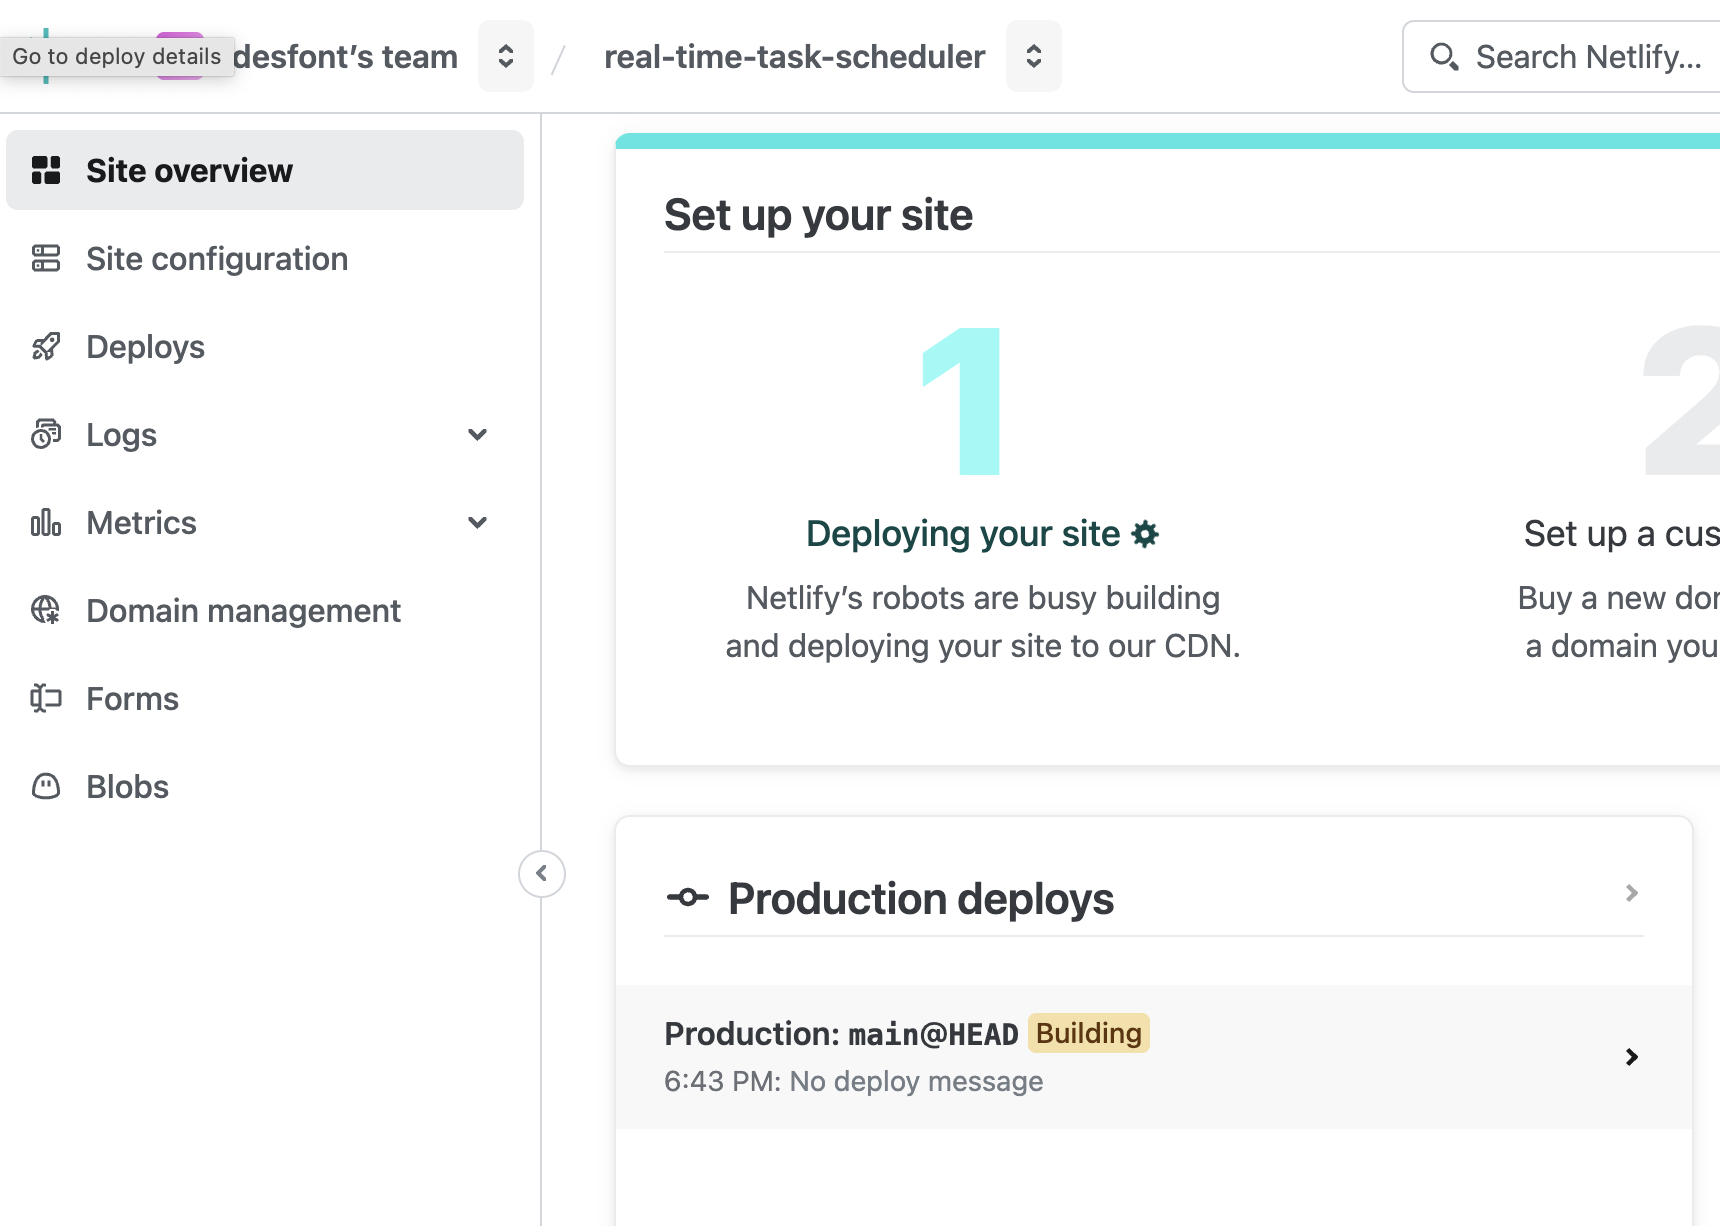 Go to deploy details
desfont’s team
/
real-time-task-scheduler
Search Netlify...
Site overview
Site configuration
Deploys
Logs
Metrics
Domain management
Forms
Blobs
Set up your site
1
Deploying your site
Netlify’s robots are busy building
and deploying your site to our CDN.
2
Set up a cus
Buy a new dor
a domain you
Production deploys
Production: main@HEAD Building
6:43 PM: No deploy message